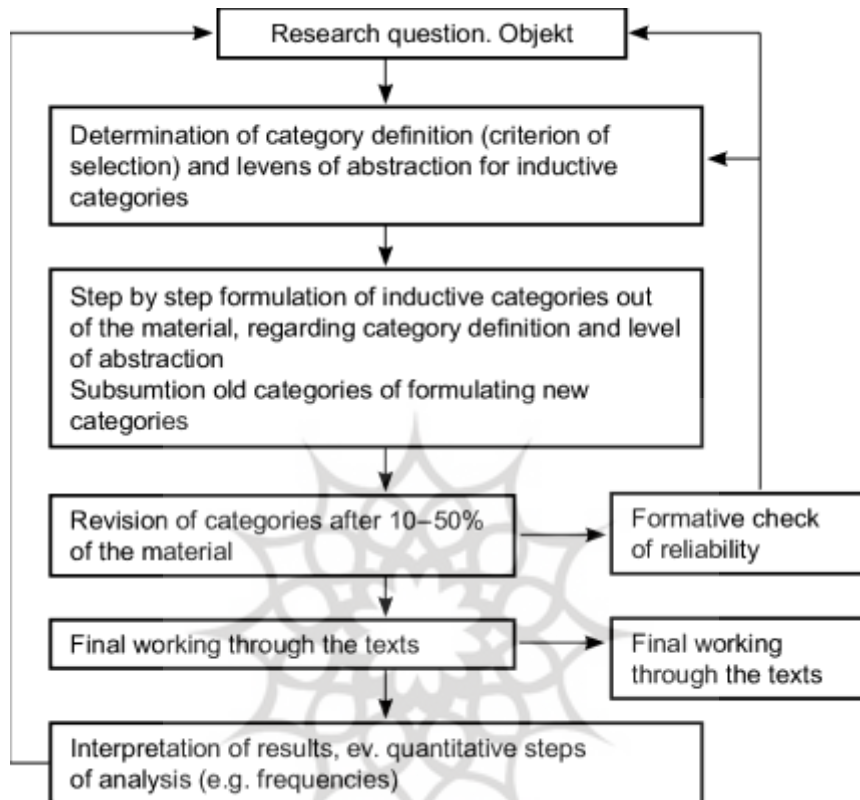 Research question. Objekt
Determination of category definition (criterion of
selection) and levens of abstraction for inductive
categories
Step by step formulation of inductive categories out
of the material, regarding category definition and level
of abstraction
Subsumtion old categories of formulating new
categories
Revision of categories after 10–50%
of the material
Formative check
of reliability
Final working through the texts
Final working
through the texts
Interpretation of results, ev. quantitative steps
of analysis (e.g. frequencies)